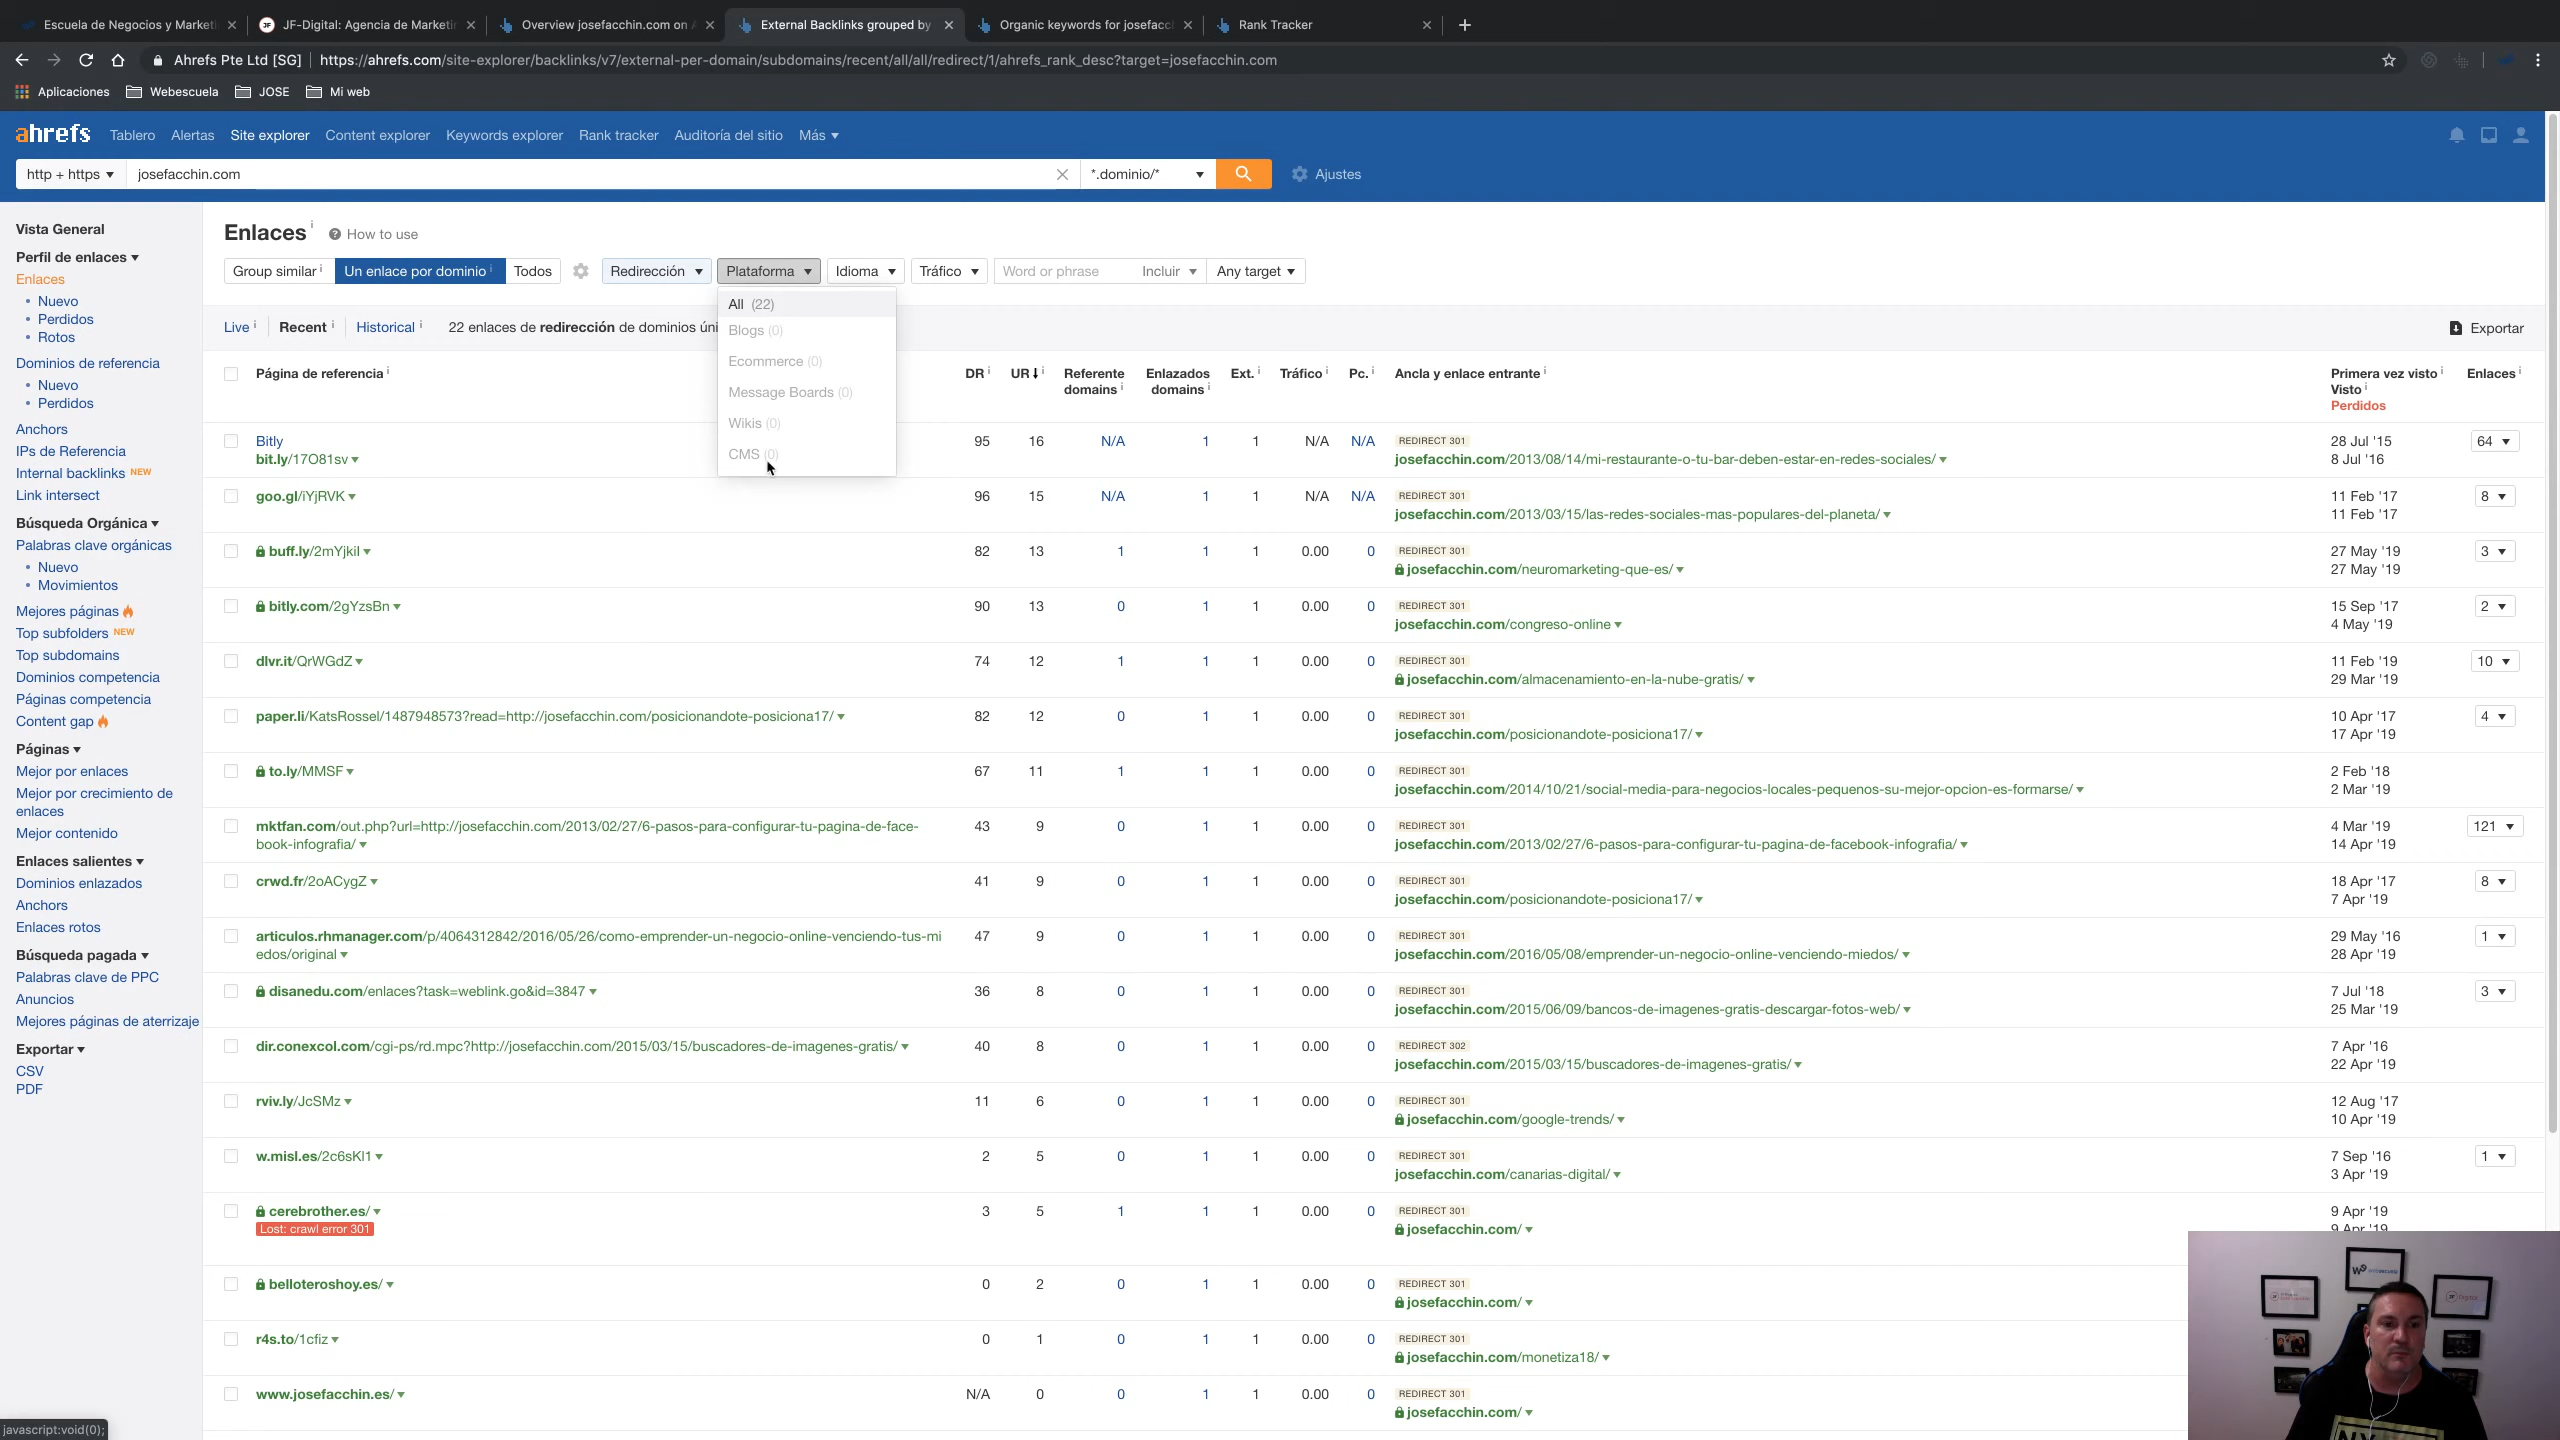 Escuela de Negocios y Marketi
JF-Digital: Agencia de Marketin
Overview josefacchin.com on A
External Backlinks grouped by
Organic keywords for josefacc
Rank Tracker
Ahrefs Pte Ltd [SG] | https://ahrefs.com/site-explorer/backlinks/v7/external-per-domain/subdomains/recent/all/all/redirect/1/ahrefs_rank_desc?target=josefacchin.com
Aplicaciones Webescuela JOSE Mi web
ahrefs Tablero Alertas Site explorer Content explorer Keywords explorer Rank tracker Auditoría del sitio Más
http + https josefacchin.com *.dominio/* Ajustes
Vista General
Perfil de enlaces
Enlaces
• Nuevo
• Perdidos
• Rotos
Dominios de referencia
• Nuevo
• Perdidos
Anchors
IPs de Referencia
Internal backlinks NEW
Link intersect
Búsqueda Orgánica
Palabras clave orgánicas
• Nuevo
• Movimientos
Mejores páginas
Top subfolders NEW
Top subdomains
Dominios competencia
Páginas competencia
Content gap
Páginas
Mejor por enlaces
Mejor por crecimiento de
enlaces
Mejor contenido
Enlaces salientes
Dominios enlazados
Anchors
Enlaces rotos
Búsqueda pagada
Palabras clave de PPC
Anuncios
Mejores páginas de aterrizaje
Exportar
CSV
PDF
Enlaces i How to use
Group similar i Un enlace por dominio i Todos Redirección Plataforma Idioma Tráfico Word or phrase Incluir Any target
All (22)
Blogs (0)
Ecommerce (0)
Message Boards (0)
Wikis (0)
CMS (0)
Live i Recent i Historical i 22 enlaces de redirección de dominios úni Exportar
Página de referencia i DR i UR i Referente domains i Enlazados domains i Ext. i Tráfico i Pc. i Ancla y enlace entrante i Primera vez visto i Visto i Perdidos Enlaces i
Bitly 95 16 N/A 1 1 N/A N/A REDIRECT 301 28 Jul '15 64
bit.ly/17O81sv josefacchin.com/2013/08/14/mi-restaurante-o-tu-bar-deben-estar-en-redes-sociales/ 8 Jul '16
goo.gl/iYjRVK 96 15 N/A 1 1 N/A N/A REDIRECT 301 11 Feb '17 8
josefacchin.com/2013/03/15/las-redes-sociales-mas-populares-del-planeta/ 11 Feb '17
buff.ly/2mYjkil 82 13 1 1 1 0.00 0 REDIRECT 301 27 May '19 3
josefacchin.com/neuromarketing-que-es/ 27 May '19
bitly.com/2gYzsBn 90 13 0 1 1 0.00 0 REDIRECT 301 15 Sep '17 2
josefacchin.com/congreso-online 4 May '19
dlvr.it/QrWGdZ 74 12 1 1 1 0.00 0 REDIRECT 301 11 Feb '19 10
josefacchin.com/almacenamiento-en-la-nube-gratis/ 29 Mar '19
paper.li/KatsRossel/1487948573?read=http://josefacchin.com/posicionandote-posiciona17/ 82 12 0 1 1 0.00 0 REDIRECT 301 10 Apr '17 4
josefacchin.com/posicionandote-posiciona17/ 17 Apr '19
to.ly/MMSF 67 11 1 1 1 0.00 0 REDIRECT 301 2 Feb '18
josefacchin.com/2014/10/21/social-media-para-negocios-locales-pequenos-su-mejor-opcion-es-formarse/ 2 Mar '19
mktfan.com/out.php?url=http://josefacchin.com/2013/02/27/6-pasos-para-configurar-tu-pagina-de-face- 43 9 0 1 1 0.00 0 REDIRECT 301 4 Mar '19 121
book-infografia/ josefacchin.com/2013/02/27/6-pasos-para-configurar-tu-pagina-de-facebook-infografia/ 14 Apr '19
crwd.fr/2oACygZ 41 9 0 1 1 0.00 0 REDIRECT 301 18 Apr '17 8
josefacchin.com/posicionandote-posiciona17/ 7 Apr '19
articulos.rhmanager.com/p/4064312842/2016/05/26/como-emprender-un-negocio-online-venciendo-tus-mi 47 9 0 1 1 0.00 0 REDIRECT 301 29 May '16 1
edos/original josefacchin.com/2016/05/08/emprender-un-negocio-online-venciendo-miedos/ 28 Apr '19
disanedu.com/enlaces?task=weblink.go&id=3847 36 8 0 1 1 0.00 0 REDIRECT 301 7 Jul '18 3
josefacchin.com/2015/06/09/bancos-de-imagenes-gratis-descargar-fotos-web/ 25 Mar '19
dir.conexcol.com/cgi-ps/rd.mpc?http://josefacchin.com/2015/03/15/buscadores-de-imagenes-gratis/ 40 8 0 1 1 0.00 0 REDIRECT 302 7 Apr '16
josefacchin.com/2015/03/15/buscadores-de-imagenes-gratis/ 22 Apr '19
rviv.ly/JcSMz 11 6 0 1 1 0.00 0 REDIRECT 301 12 Aug '17
josefacchin.com/google-trends/ 10 Apr '19
w.misl.es/2c6sKl1 2 5 0 1 1 0.00 0 REDIRECT 301 7 Sep '16 1
josefacchin.com/canarias-digital/ 3 Apr '19
cerebrother.es/ 3 5 1 1 1 0.00 0 REDIRECT 301 9 Apr '19
Lost: crawl error 301 josefacchin.com/ 9 Apr '19
belloteroshoy.es/ 0 2 0 1 1 0.00 0 REDIRECT 301
josefacchin.com/
r4s.to/1cfiz 0 1 0 1 1 0.00 0 REDIRECT 301
josefacchin.com/monetiza18/
www.josefacchin.es/ N/A 0 0 1 1 0.00 0 REDIRECT 301
josefacchin.com/
javascript:void(0);